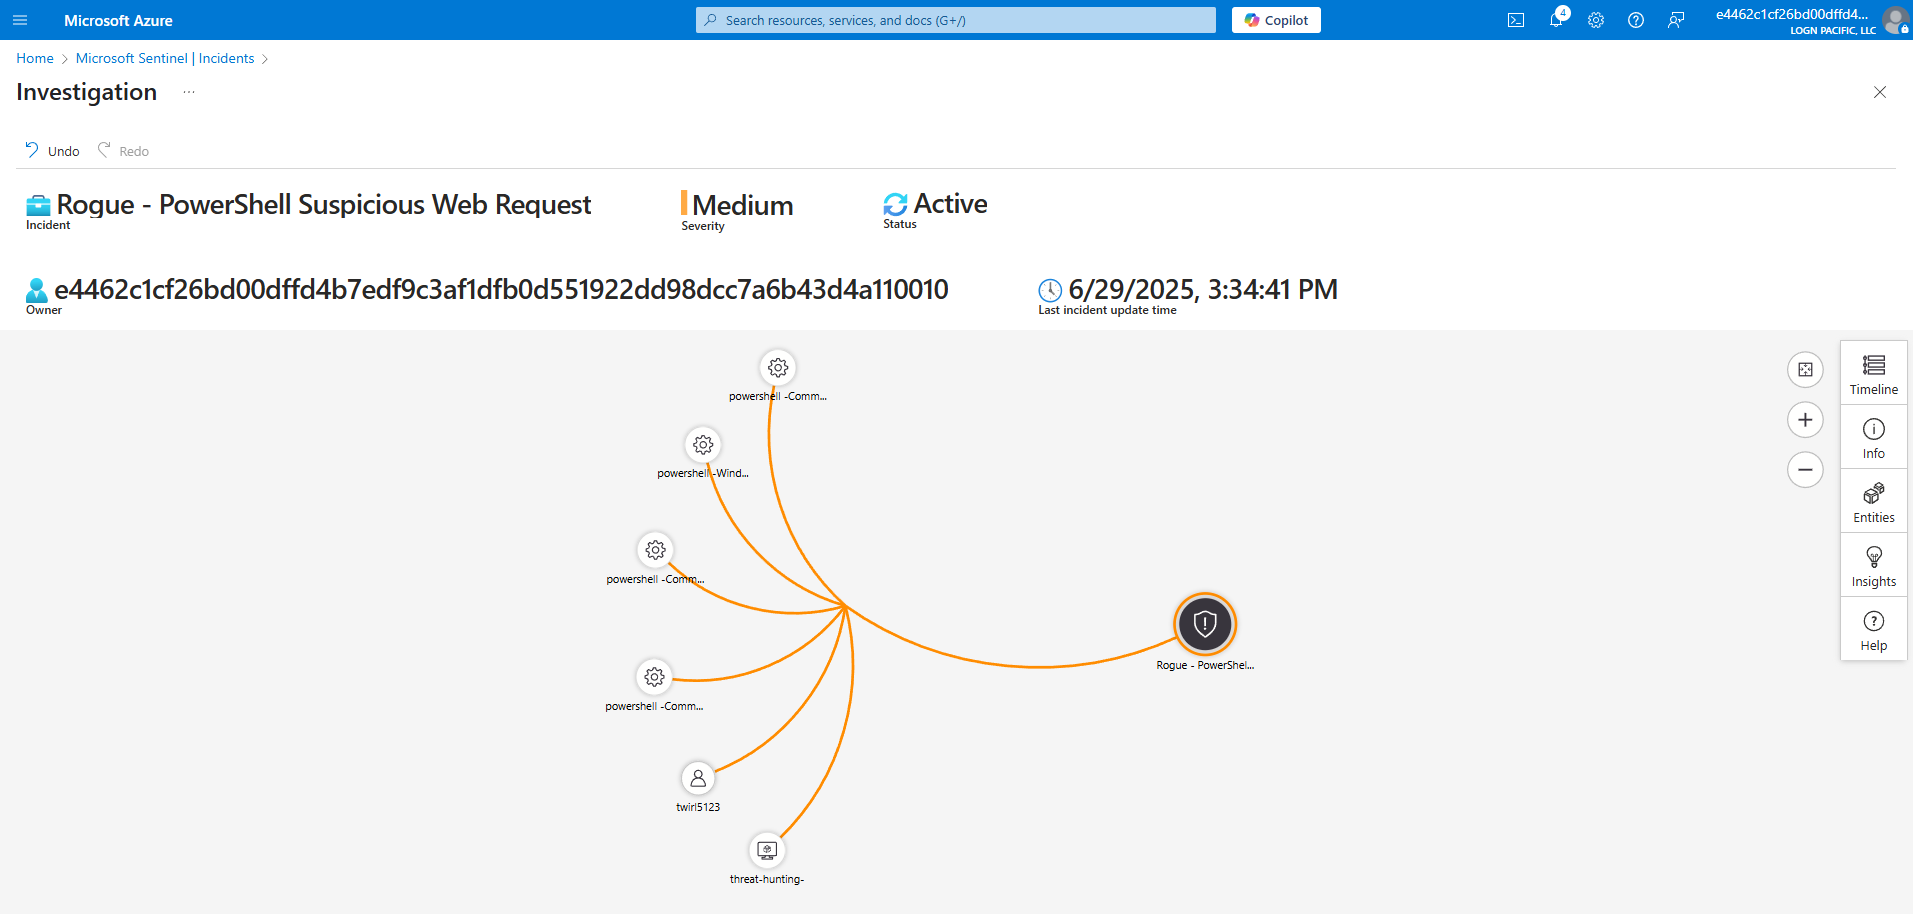 Microsoft Azure
Search resources, services, and docs (G+/)
Copilot
4
e4462c1cf26bd00dffd4...
LOGN PACIFIC, LLC
Home > Microsoft Sentinel | Incidents >
Investigation ...
Undo Redo
Rogue - PowerShell Suspicious Web Request
Incident
Medium
Severity
Active
Status
e4462c1cf26bd00dffd4b7edf9c3af1dfb0d551922dd98dcc7a6b43d4a110010
Owner
6/29/2025, 3:34:41 PM
Last incident update time
powershell -Comm...
powershell -Wind...
powershell -Comm...
powershell -Comm...
twirl5123
threat-hunting-
Rogue - PowerShel...
Timeline
Info
Entities
Insights
Help